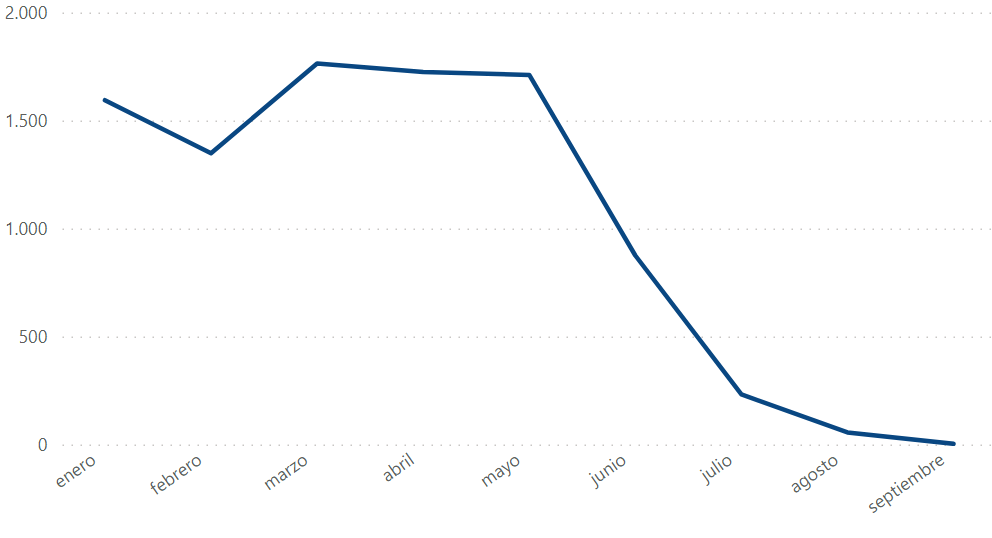 2.000
1.500
1.000
500
0
enero
febrero
marzo
abril
mayo
junio
julio
agosto
septiembre